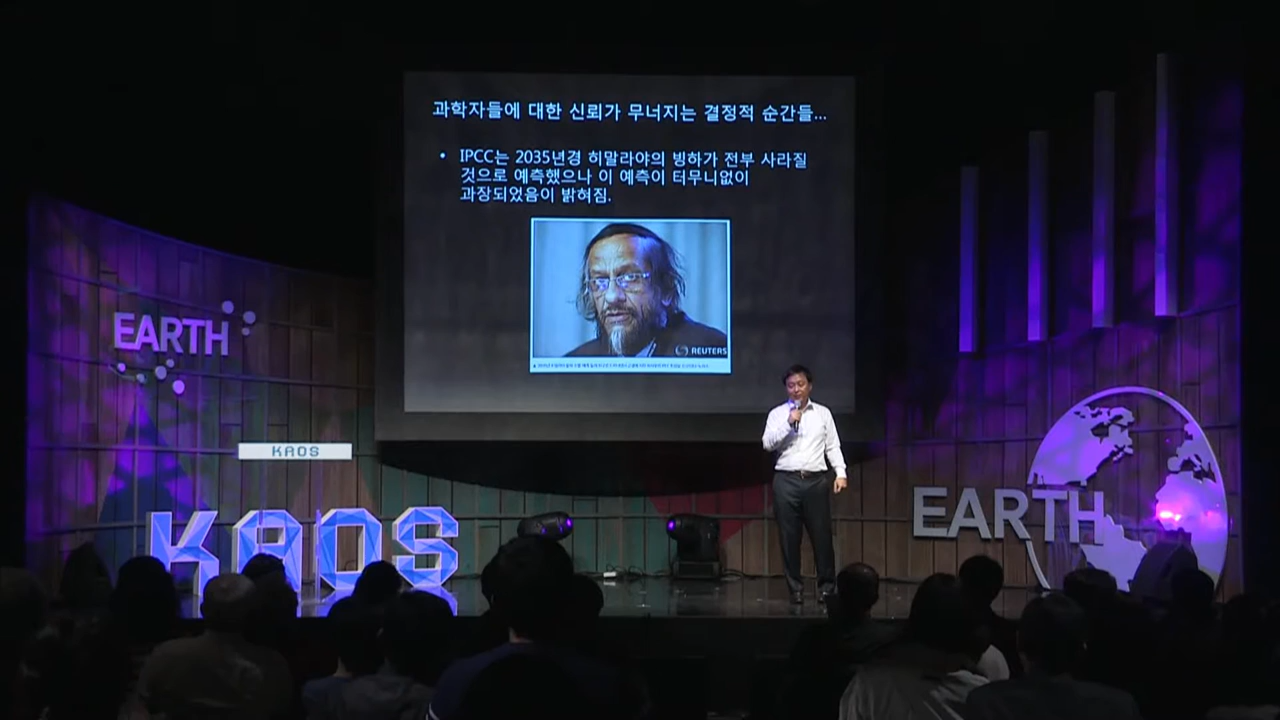 과학자들에 대한 신뢰가 무너지는 결정적 순간들...
• IPCC는 2035년경 히말라야의 빙하가 전부 사라질
것으로 예측했으나 이 예측이 터무니없이
과장되었음이 밝혀짐.
REUTERS
EARTH
KAOS
KAOS
EARTH